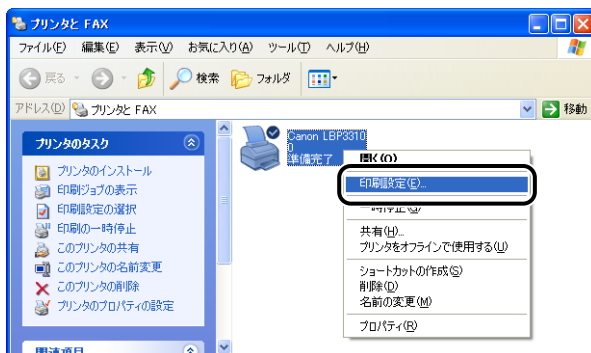 プリンタと FAX
ファイル(F) 編集(E) 表示(V) お気に入り(A) ツール(T) ヘルプ(H)
戻る 検索 フォルダ
アドレス(D) プリンタと FAX 移動
プリンタのタスク
プリンタのインストール
印刷ジョブの表示
印刷設定の選択
印刷の一時停止
このプリンタの共有
このプリンタの名前変更
このプリンタの削除
プリンタのプロパティの設定
関連項目
Canon LBP3310
0
準備完了
開く(O)
印刷設定(E)...
一時停止(G)
共有(H)...
プリンタをオフラインで使用する(U)
ショートカットの作成(S)
削除(D)
名前の変更(M)
プロパティ(R)